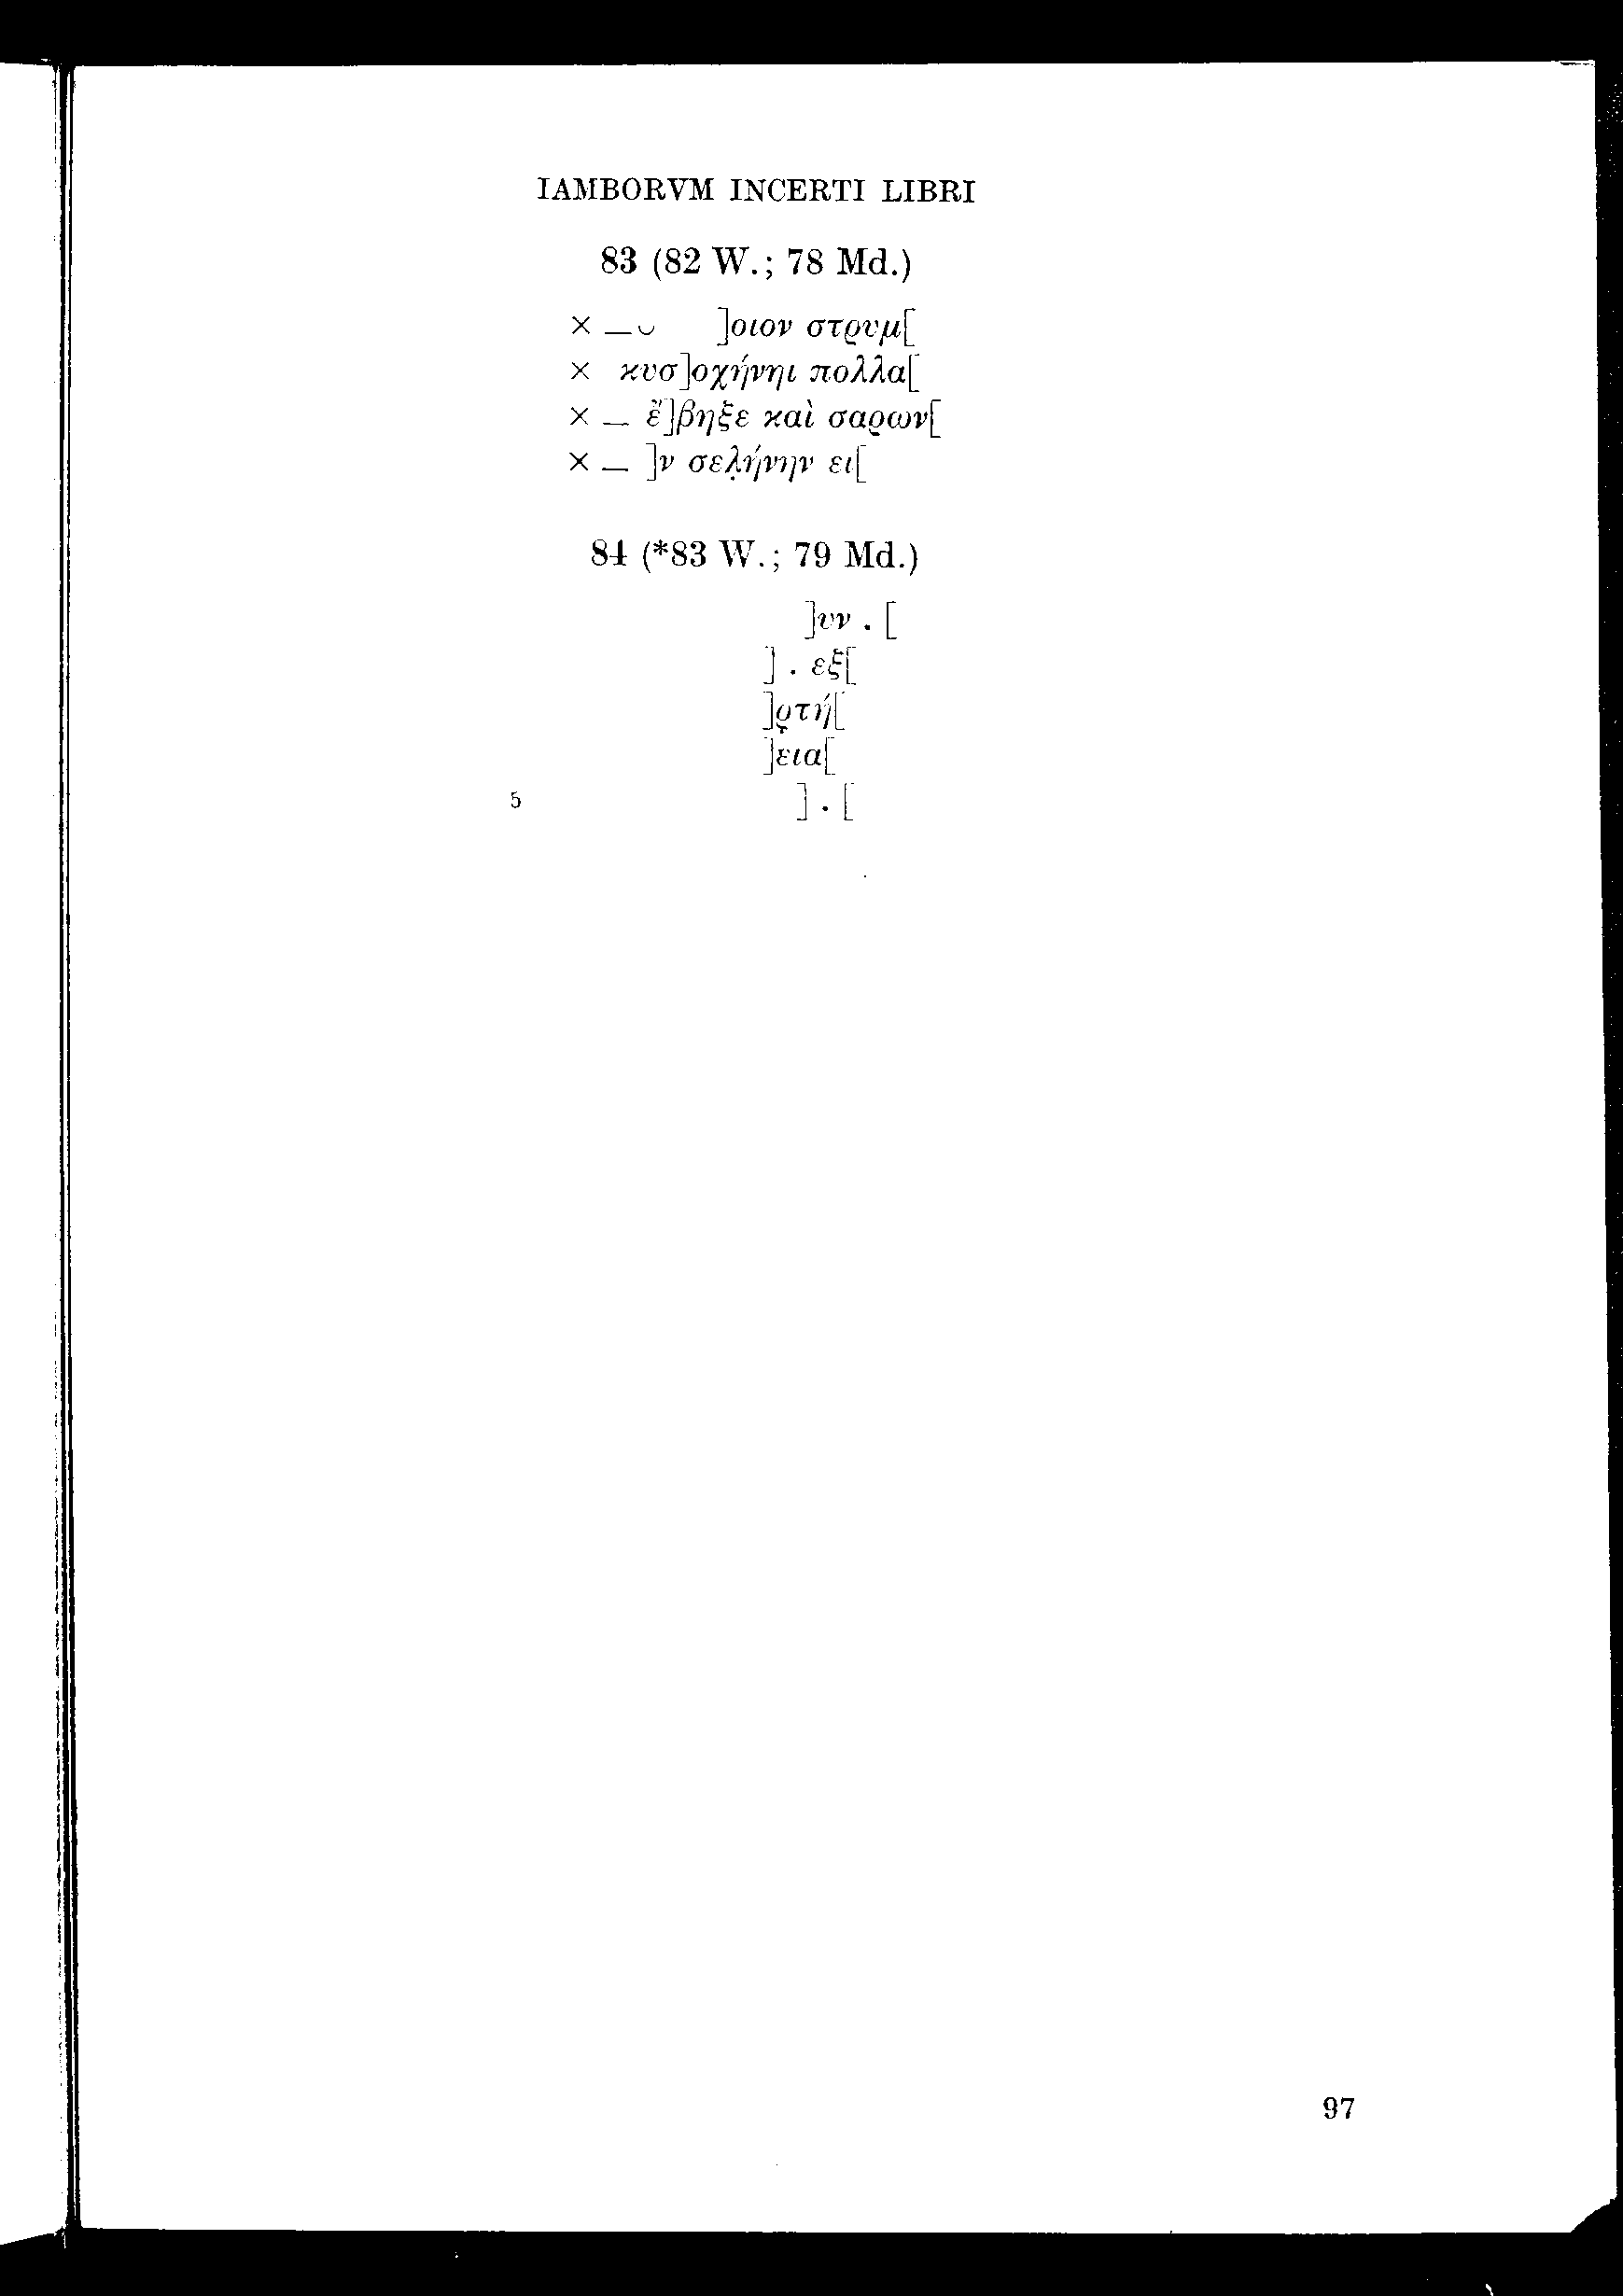 IAMBORVM INCERTI LIBRI
83 (82 W.; 78 Md.)
× – ⏑ ]οιον στρυμ[
× κυσ]οχήνηι πολλα[
× – ἔ]βηξε καὶ σαρων[
× – ]ν σελ̣ήνην ει[
84 (*83 W.; 79 Md.)
]υν . [
] . εξ[
]ρτή[
]εια[
5 ] . [
97